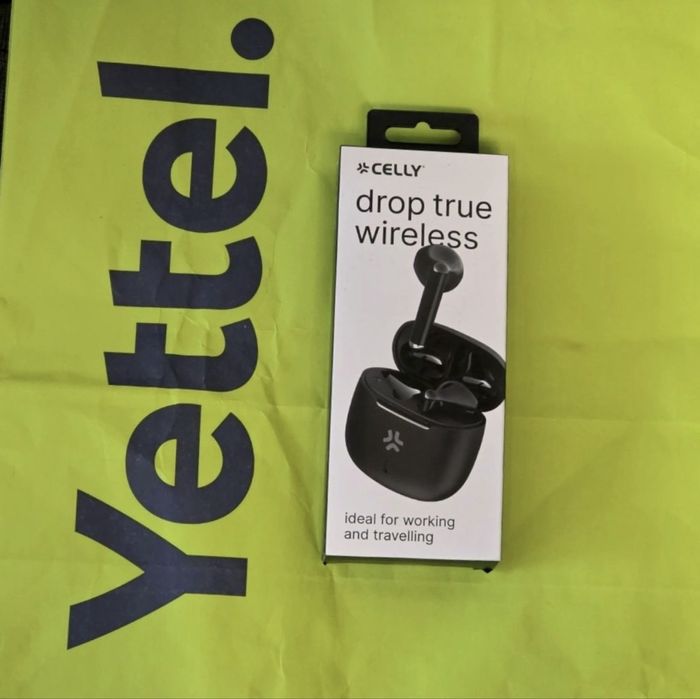 Yettel.
CELLY
drop true
wireless
ideal for working
and travelling